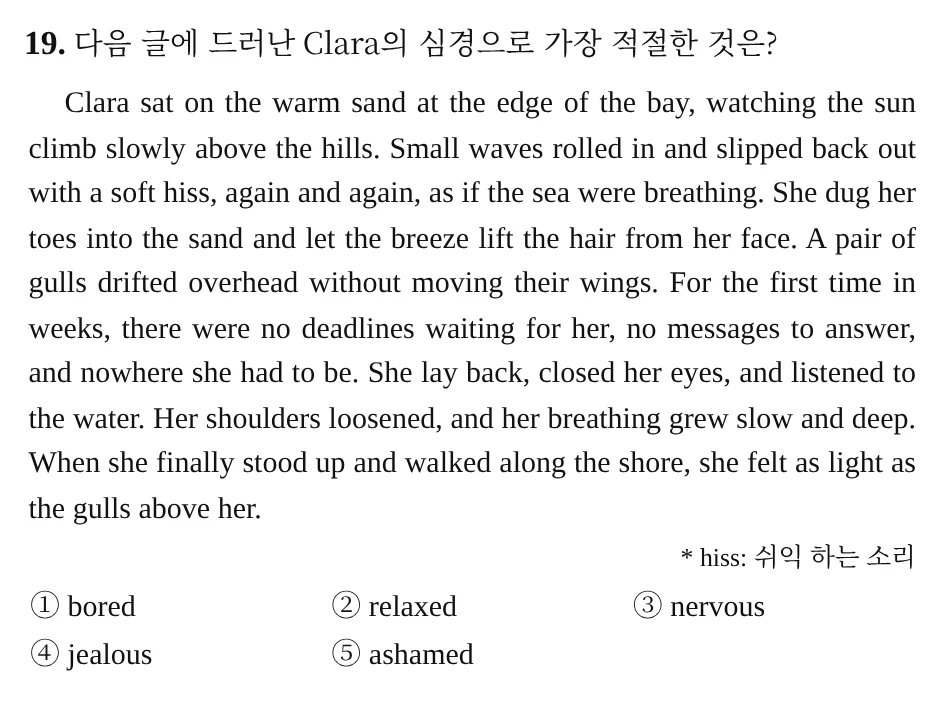 19. 다음 글에 드러난 Clara의 심경으로 가장 적절한 것은?
Clara sat on the warm sand at the edge of the bay, watching the sun
climb slowly above the hills. Small waves rolled in and slipped back out
with a soft hiss, again and again, as if the sea were breathing. She dug her
toes into the sand and let the breeze lift the hair from her face. A pair of
gulls drifted overhead without moving their wings. For the first time in
weeks, there were no deadlines waiting for her, no messages to answer,
and nowhere she had to be. She lay back, closed her eyes, and listened to
the water. Her shoulders loosened, and her breathing grew slow and deep.
When she finally stood up and walked along the shore, she felt as light as
the gulls above her.
* hiss: 쉬익 하는 소리
① bored ② relaxed ③ nervous
④ jealous ⑤ ashamed